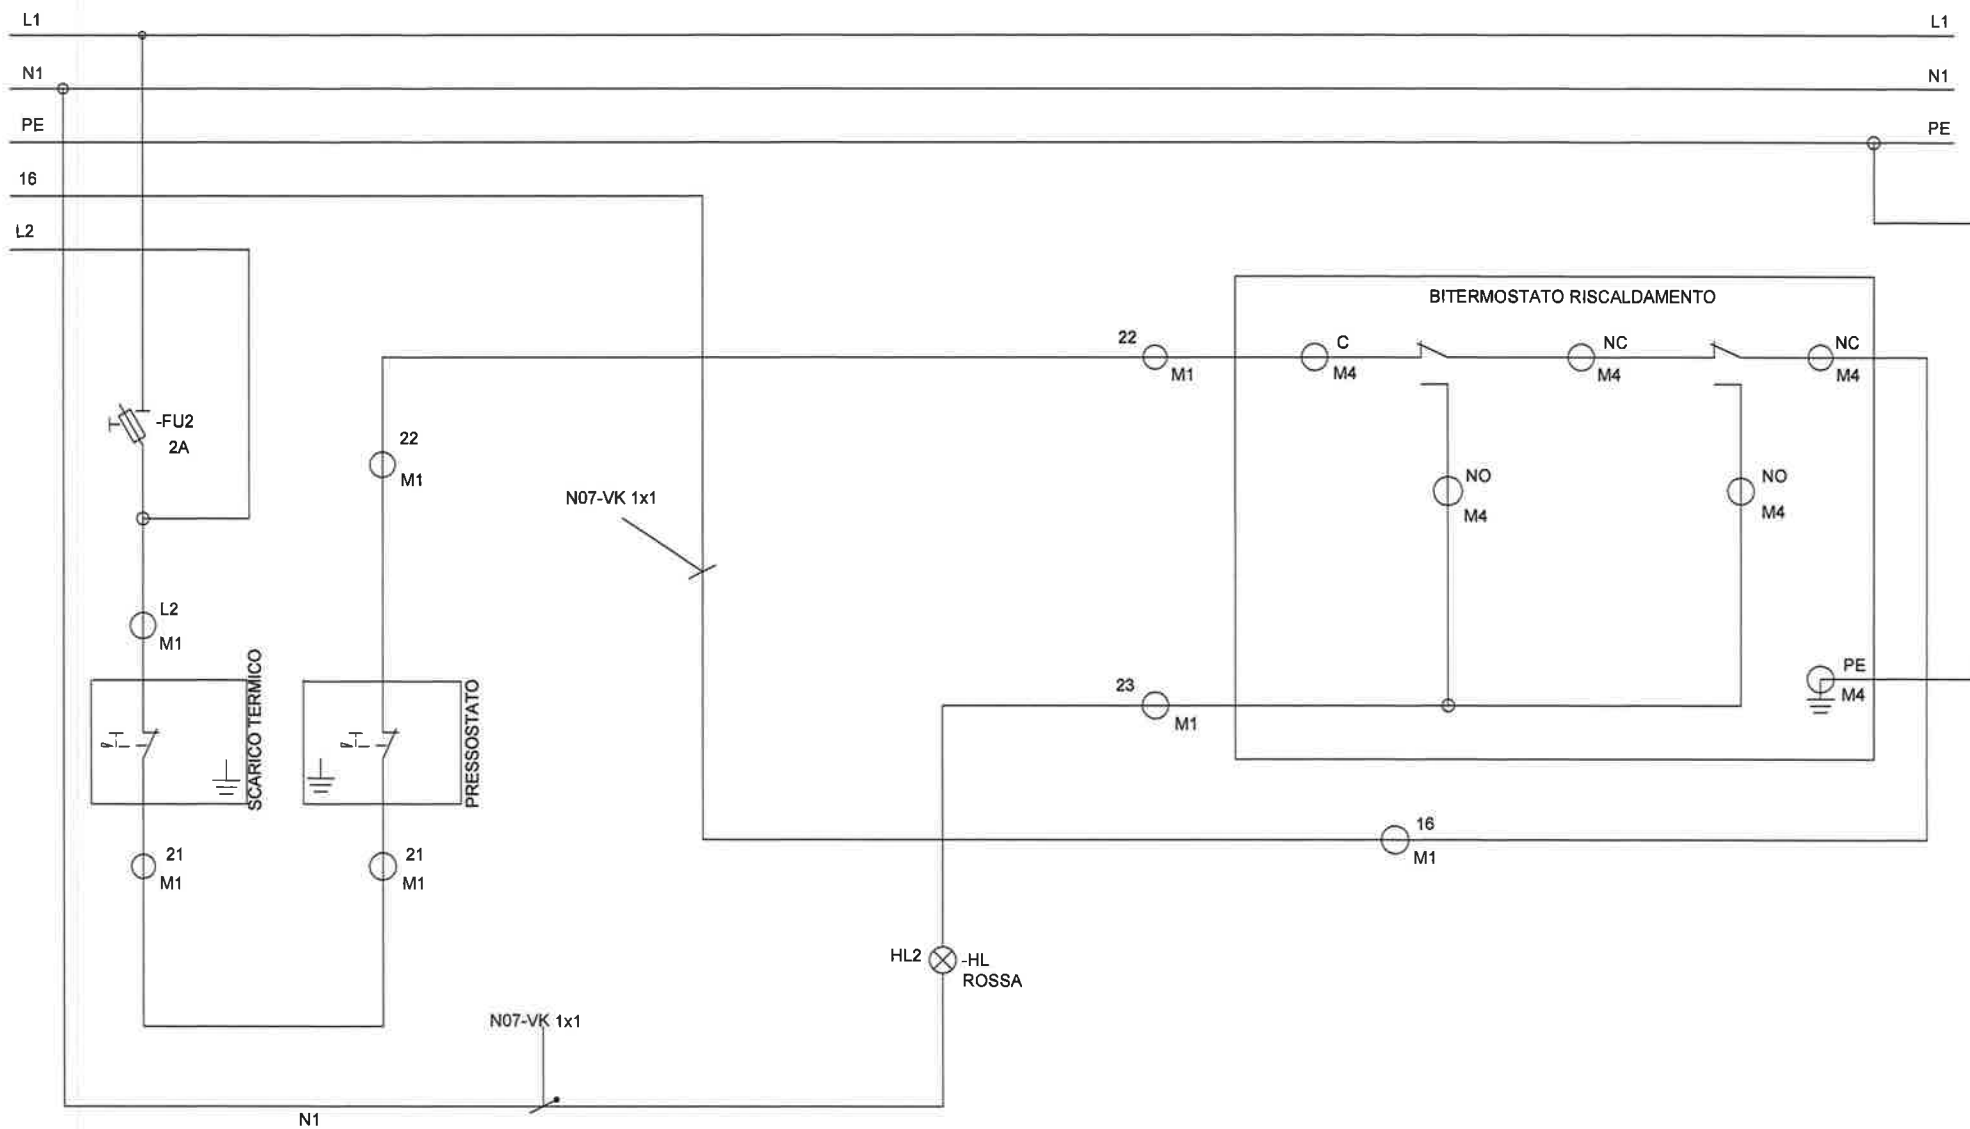 L1
L1
N1
N1
PE
PE
16
L2
BITERMOSTATO RISCALDAMENTO
22
M1
C
M4
NC
M4
NC
M4
-FU2
2A
22
M1
N07-VK 1x1
NO
M4
NO
M4
L2
M1
SCARICO TERMICO
PRESSOSTATO
23
M1
PE
M4
21
M1
21
M1
16
M1
HL2
-HL
ROSSA
N07-VK 1x1
N1